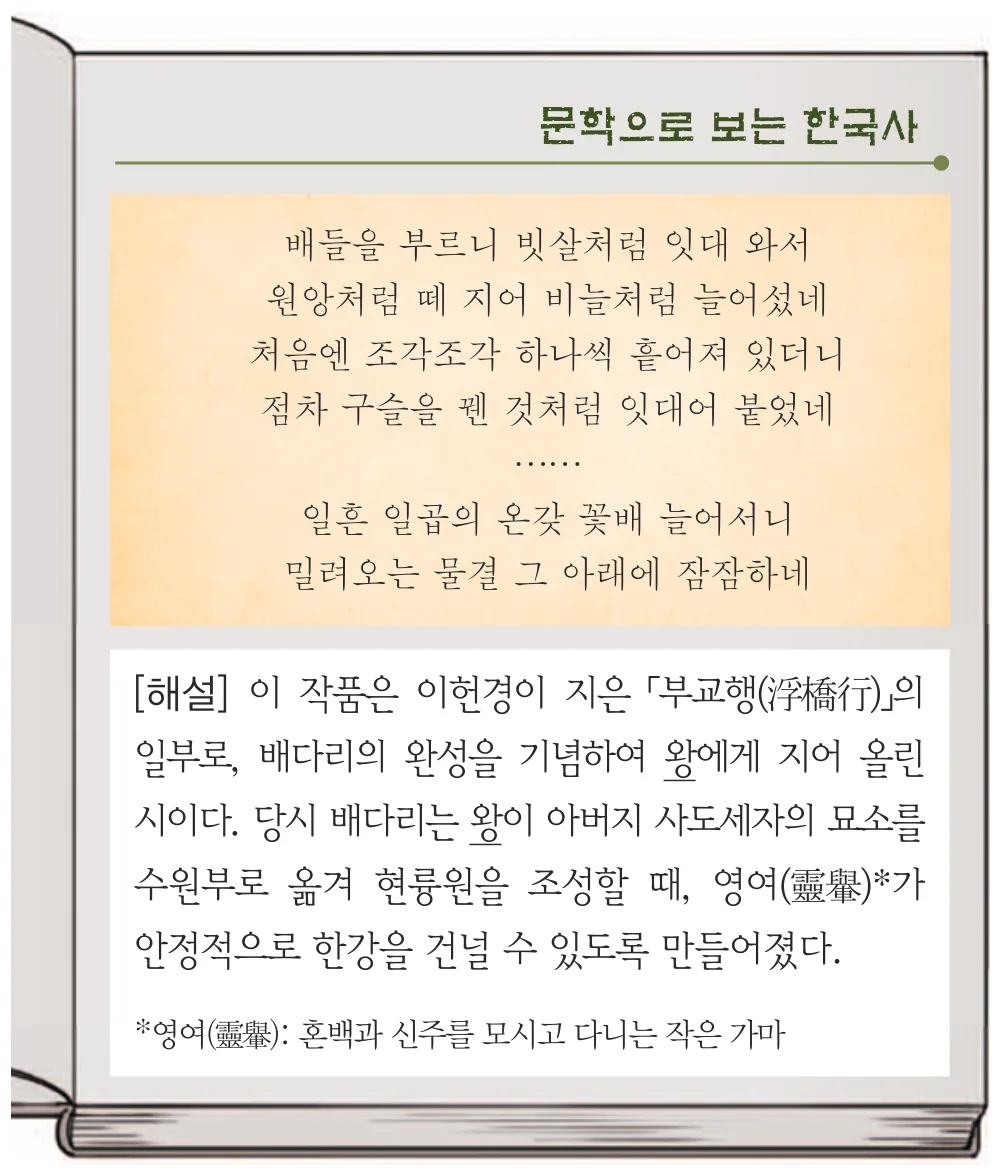 문학으로 보는 한국사
배들을 부르니 빗살처럼 잇대 와서
원앙처럼 떼 지어 비늘처럼 늘어섰네
처음엔 조각조각 하나씩 흩어져 있더니
점차 구슬을 꿴 것처럼 잇대어 붙었네
……
일흔 일곱의 온갖 꽃배 늘어서니
밀려오는 물결 그 아래에 잠잠하네
[해설] 이 작품은 이헌경이 지은 「부교행(浮橋行)」의
일부로, 배다리의 완성을 기념하여 왕에게 지어 올린
시이다. 당시 배다리는 왕이 아버지 사도세자의 묘소를
수원부로 옮겨 현륭원을 조성할 때, 영여(靈轝)*가
안정적으로 한강을 건널 수 있도록 만들어졌다.
*영여(靈轝): 혼백과 신주를 모시고 다니는 작은 가마